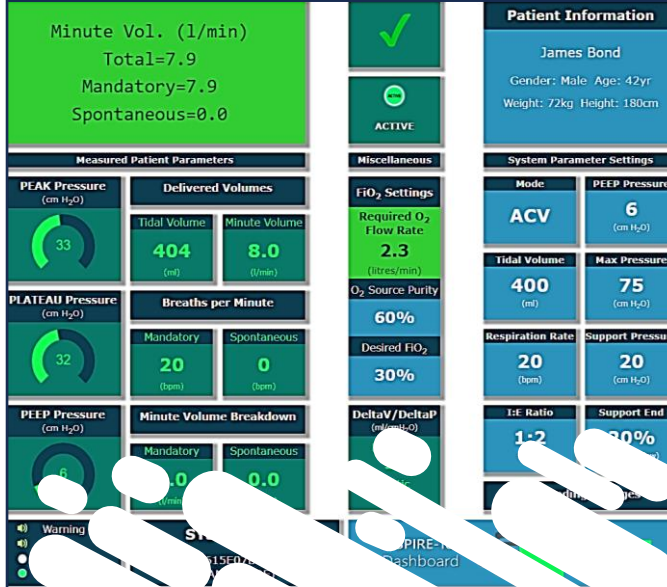 Minute Vol. (l/min)
Total=7.9
Mandatory=7.9
Spontaneous=0.0
ACTIVE
Patient Information
James Bond
Gender: Male Age: 42yr
Weight: 72kg Height: 180cm
Measured Patient Parameters
Miscellaneous
System Parameter Settings
PEAK Pressure
(cm H₂O)
33
Delivered Volumes
Tidal Volume
404
(ml)
Minute Volume
8.0
(l/min)
PLATEAU Pressure
(cm H₂O)
32
Breaths per Minute
Mandatory
20
(bpm)
Spontaneous
0
(bpm)
PEEP Pressure
(cm H₂O)
6
Minute Volume Breakdown
Mandatory
Spontaneous
0.0
FiO₂ Settings
Required O₂
Flow Rate
2.3
(litres/min)
O₂ Source Purity
60%
Desired FiO₂
30%
DeltaV/DeltaP
Mode
ACV
PEEP Pressure
6
(cm H₂O)
Tidal Volume
400
(ml)
Max Pressure
75
(cm H₂O)
Respiration Rate
20
(bpm)
Support Pressu
20
(cm H₂O)
I:E Ratio
1:2
Support End
Warning
Dashboard